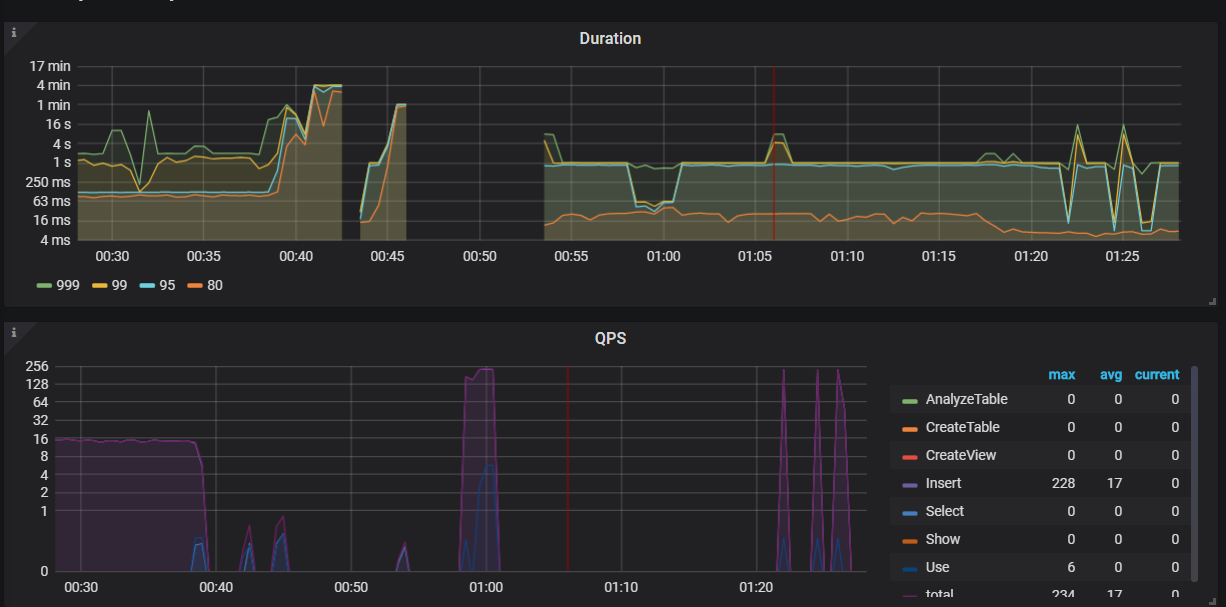 i
Duration
17 min
4 min
1 min
16 s
4 s
1 s
250 ms
63 ms
16 ms
4 ms
00:30 00:35 00:40 00:45 00:50 00:55 01:00 01:05 01:10 01:15 01:20 01:25
999 99 95 80
i
QPS
256
128
64
32
16
8
4
2
1
0
00:30 00:40 00:50 01:00 01:10 01:20
max avg current
AnalyzeTable 0 0 0
CreateTable 0 0 0
CreateView 0 0 0
Insert 228 17 0
Select 0 0 0
Show 0 0 0
Use 6 0 0
total 234 17 0